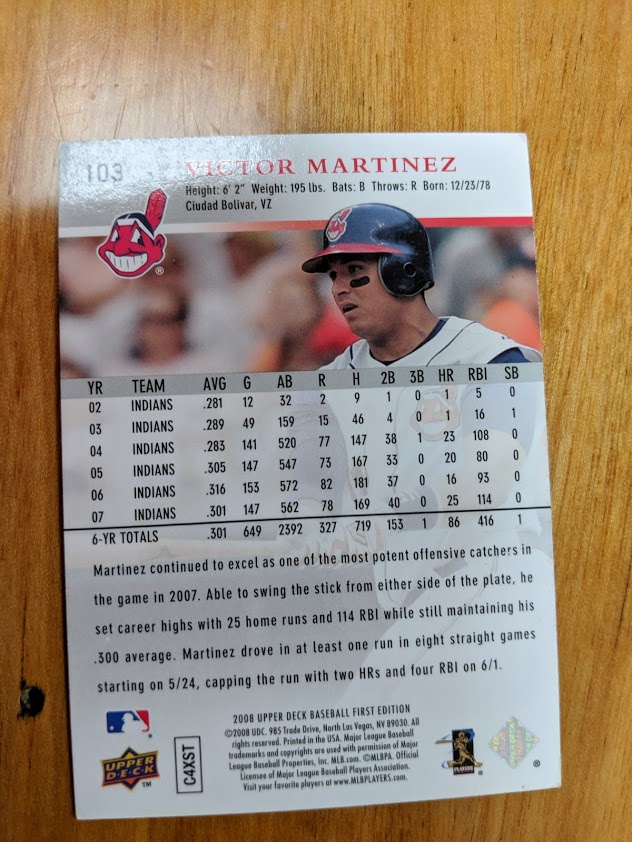 103
VICTOR MARTINEZ
Height: 6' 2" Weight: 195 lbs. Bats: B Throws: R Born: 12/23/78
Ciudad Bolivar, VZ
®
YR TEAM AVG G AB R H 2B 3B HR RBI SB
02 INDIANS .281 12 32 2 9 1 0 1 5 0
03 INDIANS .289 49 159 15 46 4 0 1 16 1
04 INDIANS .283 141 520 77 147 38 1 23 108 0
05 INDIANS .305 147 547 73 167 33 0 20 80 0
06 INDIANS .316 153 572 82 181 37 0 16 93 0
07 INDIANS .301 147 562 78 169 40 0 25 114 0
6-YR TOTALS .301 649 2392 327 719 153 1 86 416 1
Martinez continued to excel as one of the most potent offensive catchers in
the game in 2007. Able to swing the stick from either side of the plate, he
set career highs with 25 home runs and 114 RBI while still maintaining his
.300 average. Martinez drove in at least one run in eight straight games
starting on 5/24, capping the run with two HRs and four RBI on 6/1.
2008 UPPER DECK BASEBALL FIRST EDITION
©2008 UDC. 985 Trade Drive, North Las Vegas, NV 89030. All
rights reserved. Printed in the USA. Major League Baseball
trademarks and copyrights are used with permission of Major
League Baseball Properties, Inc. MLB.com. ©MLBPA. Official
Licensee of Major League Baseball Players Association.
Visit your favorite players at www.MLBPLAYERS.com.
UPPER
DECK
TM
C4XST
PLAYERS
®